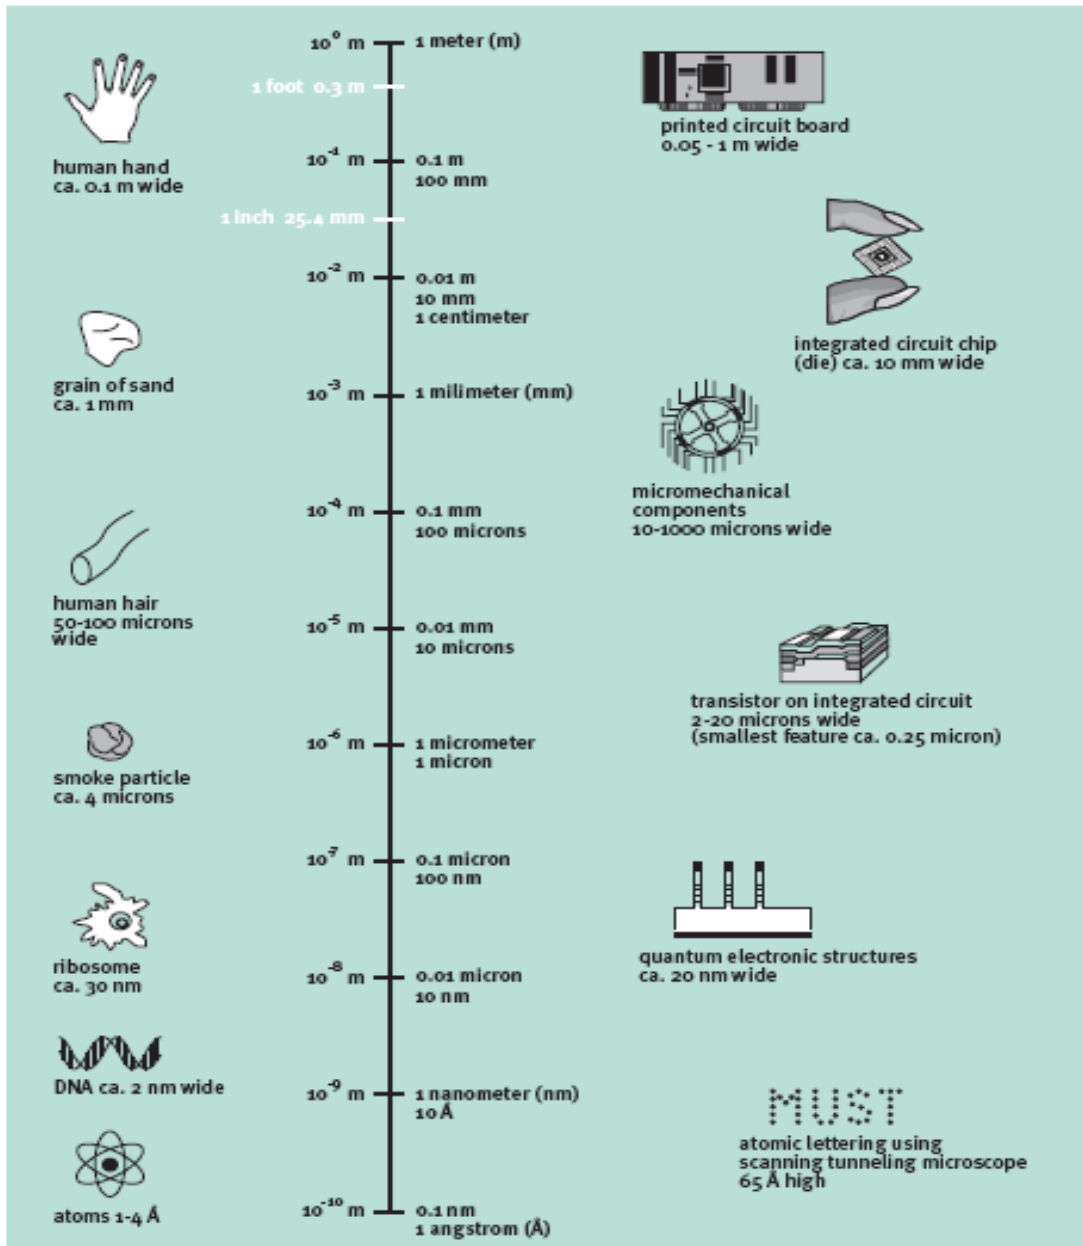 10⁰ m
1 meter (m)
1 foot 0.3 m
printed circuit board
0.05 - 1 m wide
human hand
ca. 0.1 m wide
10⁻¹ m
0.1 m
100 mm
1 inch 25.4 mm
10⁻² m
0.01 m
10 mm
1 centimeter
integrated circuit chip
(die) ca. 10 mm wide
grain of sand
ca. 1 mm
10⁻³ m
1 milimeter (mm)
micromechanical
components
10-1000 microns wide
10⁻⁴ m
0.1 mm
100 microns
human hair
50-100 microns
wide
10⁻⁵ m
0.01 mm
10 microns
transistor on integrated circuit
2-20 microns wide
(smallest feature ca. 0.25 micron)
10⁻⁶ m
1 micrometer
1 micron
smoke particle
ca. 4 microns
10⁻⁷ m
0.1 micron
100 nm
quantum electronic structures
ca. 20 nm wide
ribosome
ca. 30 nm
10⁻⁸ m
0.01 micron
10 nm
DNA ca. 2 nm wide
10⁻⁹ m
1 nanometer (nm)
10 Å
MUST
atomic lettering using
scanning tunneling microscope
65 Å high
atoms 1-4 Å
10⁻¹⁰ m
0.1 nm
1 angstrom (Å)